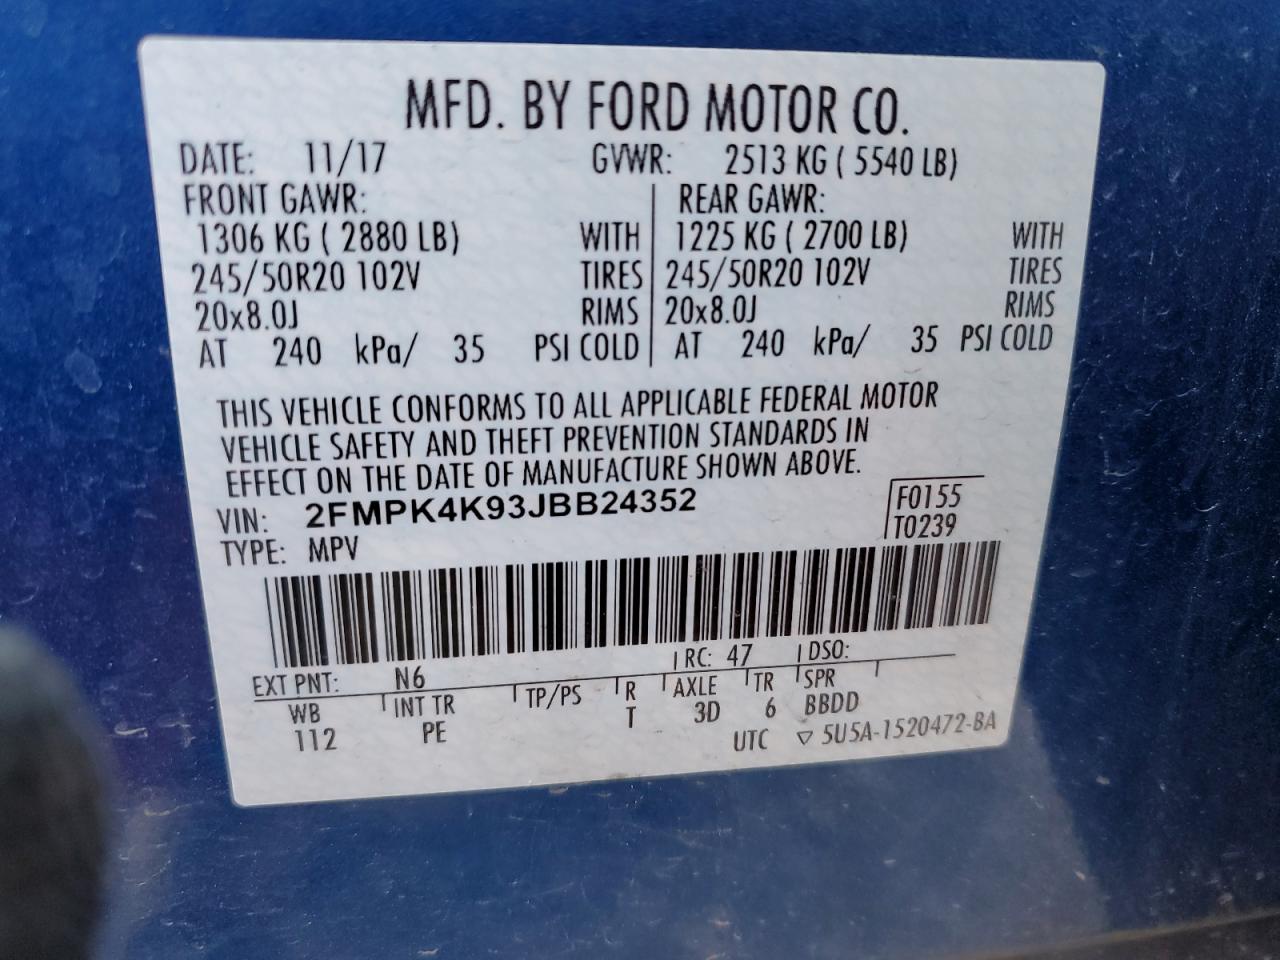 MFD. BY FORD MOTOR CO.
DATE: 11/17 GVWR: 2513 KG ( 5540 LB)
FRONT GAWR: REAR GAWR:
1306 KG ( 2880 LB) WITH 1225 KG ( 2700 LB) WITH
245/50R20 102V TIRES 245/50R20 102V TIRES
20x8.0J RIMS 20x8.0J RIMS
AT 240 kPa/ 35 PSI COLD AT 240 kPa/ 35 PSI COLD
THIS VEHICLE CONFORMS TO ALL APPLICABLE FEDERAL MOTOR
VEHICLE SAFETY AND THEFT PREVENTION STANDARDS IN
EFFECT ON THE DATE OF MANUFACTURE SHOWN ABOVE.
VIN: 2FMPK4K93JBB24352 F0155
TYPE: MPV T0239
EXT PNT: N6 RC: 47 DSO:
WB INT TR TP/PS R AXLE TR SPR
112 PE T 3D 6 BBDD
UTC ▽ 5U5A-1520472-BA